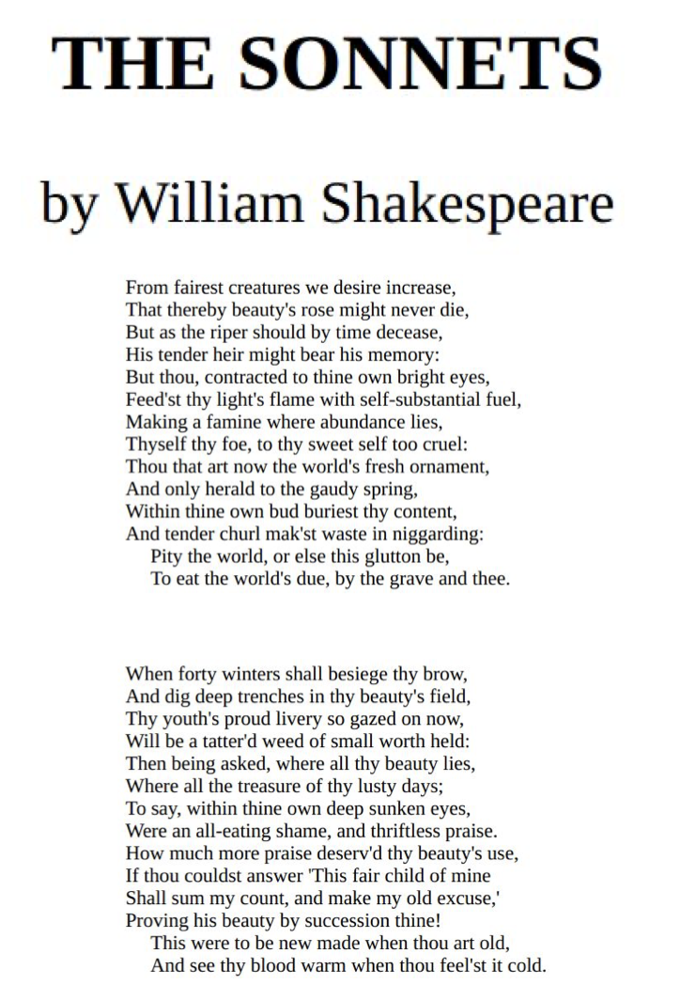 THE SONNETS
by William Shakespeare
From fairest creatures we desire increase,
That thereby beauty's rose might never die,
But as the riper should by time decease,
His tender heir might bear his memory:
But thou, contracted to thine own bright eyes,
Feed'st thy light's flame with self-substantial fuel,
Making a famine where abundance lies,
Thyself thy foe, to thy sweet self too cruel:
Thou that art now the world's fresh ornament,
And only herald to the gaudy spring,
Within thine own bud buriest thy content,
And tender churl mak'st waste in niggarding:
Pity the world, or else this glutton be,
To eat the world's due, by the grave and thee.
When forty winters shall besiege thy brow,
And dig deep trenches in thy beauty's field,
Thy youth's proud livery so gazed on now,
Will be a tatter'd weed of small worth held:
Then being asked, where all thy beauty lies,
Where all the treasure of thy lusty days;
To say, within thine own deep sunken eyes,
Were an all-eating shame, and thriftless praise.
How much more praise deserv'd thy beauty's use,
If thou couldst answer 'This fair child of mine
Shall sum my count, and make my old excuse,'
Proving his beauty by succession thine!
This were to be new made when thou art old,
And see thy blood warm when thou feel'st it cold.